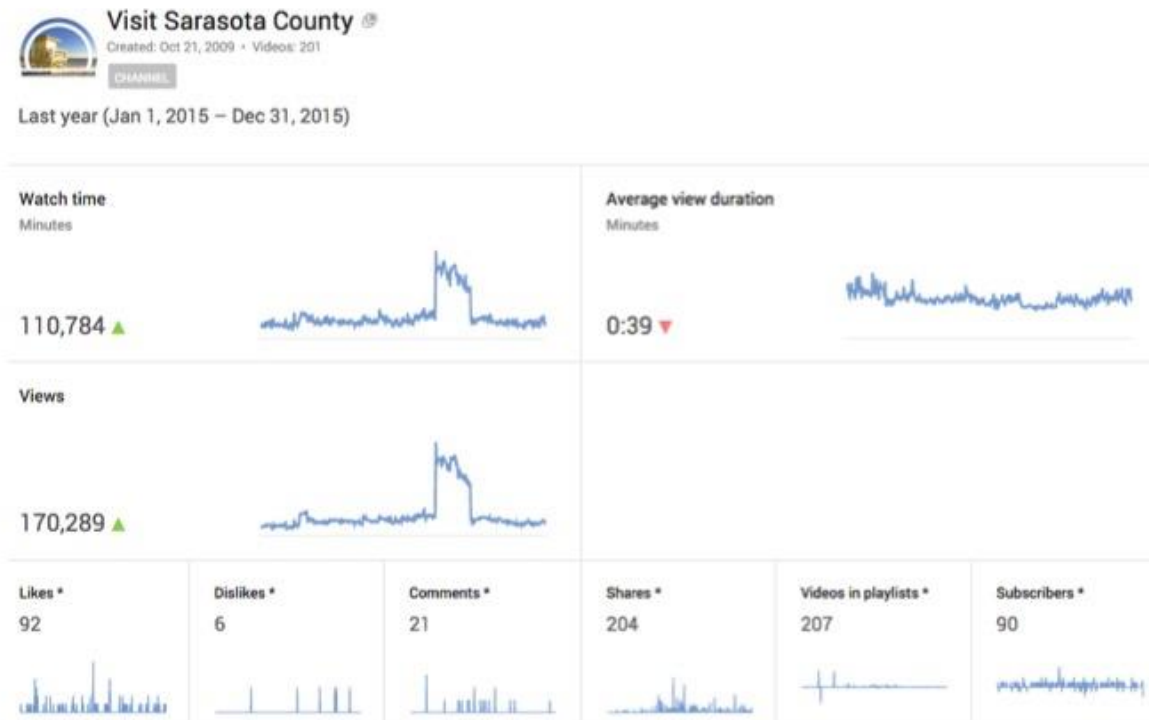 Visit Sarasota County
Created: Oct 21, 2009 • Videos: 201
CHANNEL
Last year (Jan 1, 2015 – Dec 31, 2015)
Watch time
Minutes
110,784
Average view duration
Minutes
0:39
Views
170,289
Likes *
92
Dislikes *
6
Comments *
21
Shares *
204
Videos in playlists *
207
Subscribers *
90